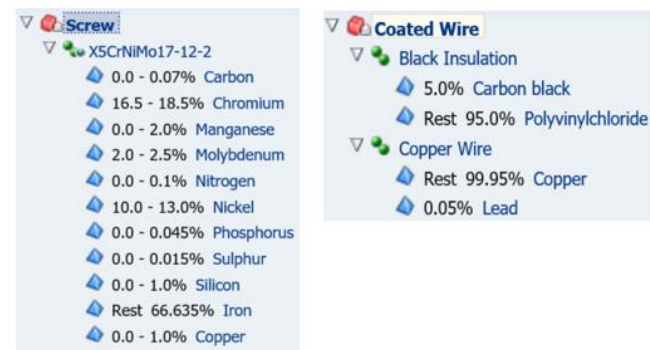 Screw
X5CrNiMo17-12-2
0.0 - 0.07% Carbon
16.5 - 18.5% Chromium
0.0 - 2.0% Manganese
2.0 - 2.5% Molybdenum
0.0 - 0.1% Nitrogen
10.0 - 13.0% Nickel
0.0 - 0.045% Phosphorus
0.0 - 0.015% Sulphur
0.0 - 1.0% Silicon
Rest 66.635% Iron
0.0 - 1.0% Copper
Coated Wire
Black Insulation
5.0% Carbon black
Rest 95.0% Polyvinylchloride
Copper Wire
Rest 99.95% Copper
0.05% Lead